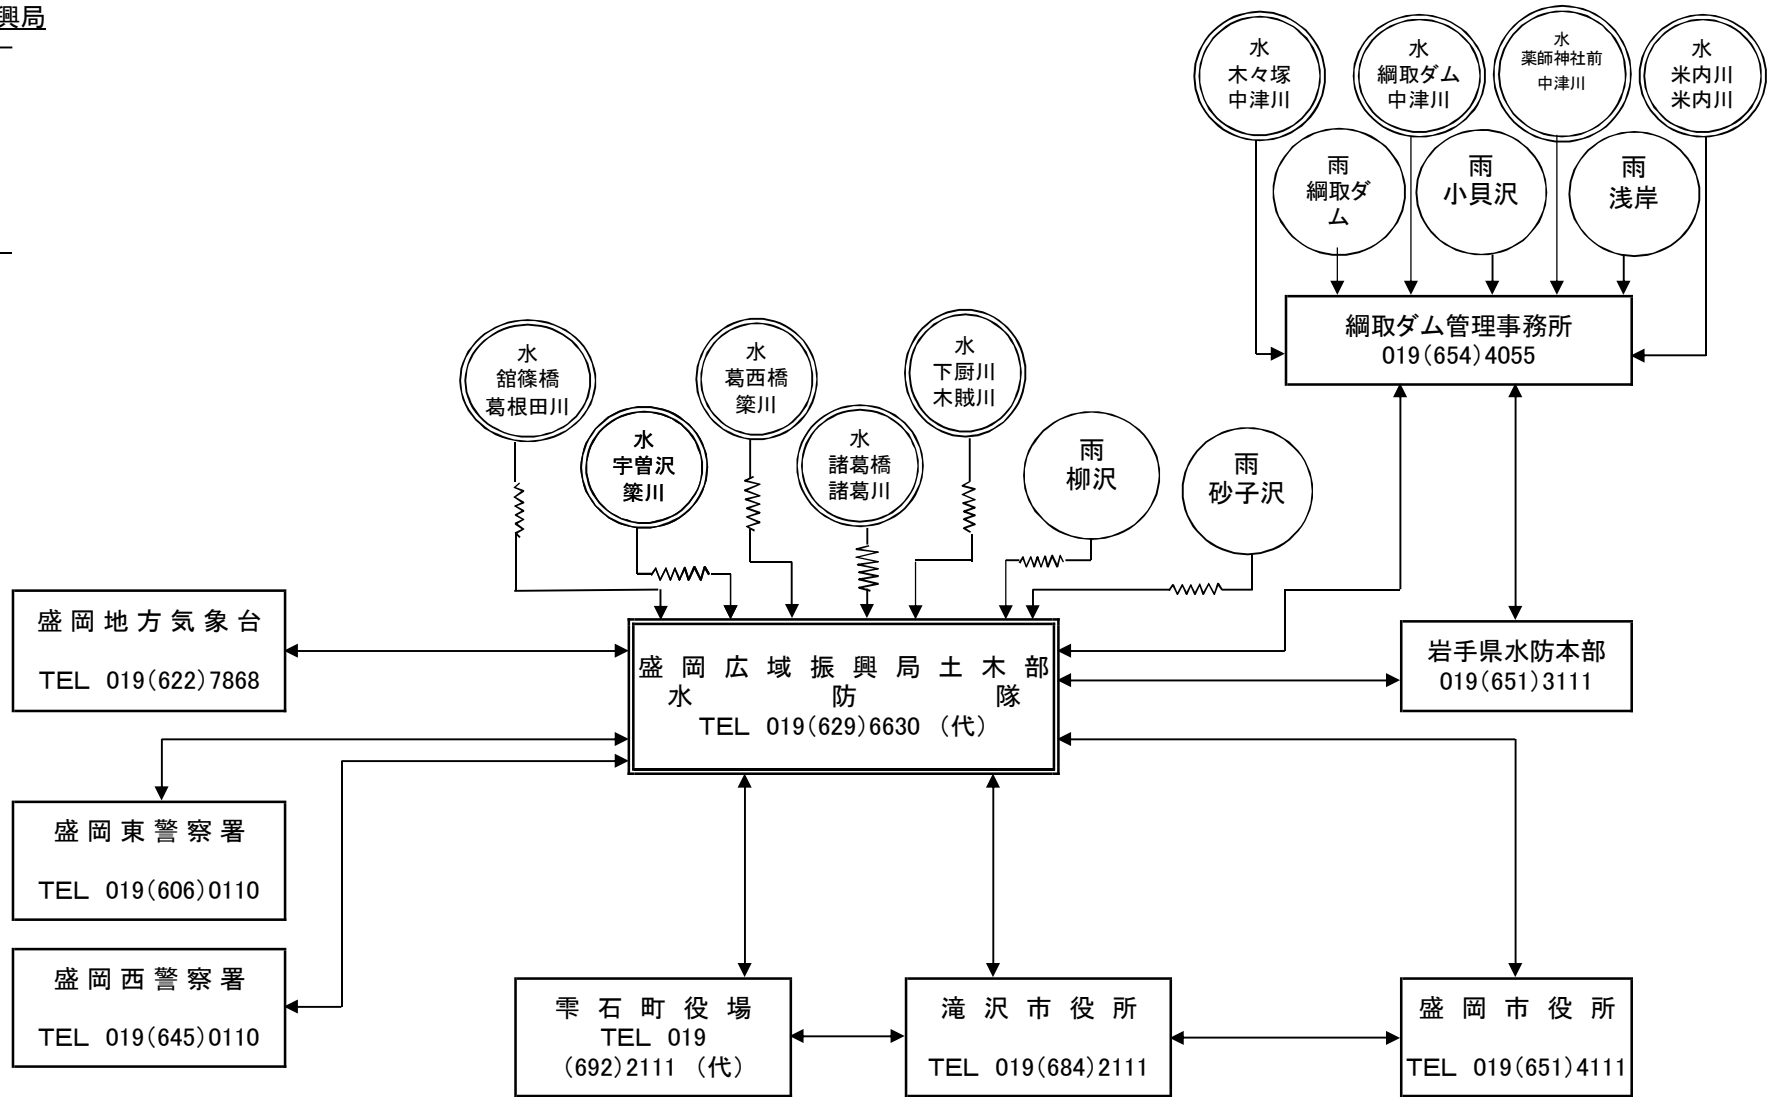 興局
水
木々塚
中津川
水
綱取ダム
中津川
水
薬師神社前
中津川
水
米内川
米内川
雨
綱取ダ
ム
雨
小貝沢
雨
浅岸
綱取ダム管理事務所
019(654)4055
水
舘篠橋
葛根田川
水
宇曽沢
簗川
水
葛西橋
簗川
水
諸葛橋
諸葛川
水
下厨川
木賊川
雨
柳沢
雨
砂子沢
盛岡地方気象台
TEL 019(622)7868
盛岡広域振興局土木部
水防隊
TEL 019(629)6630 (代)
岩手県水防本部
019(651)3111
盛岡東警察署
TEL 019(606)0110
盛岡西警察署
TEL 019(645)0110
雫石町役場
TEL 019
(692)2111 (代)
滝沢市役所
TEL 019(684)2111
盛岡市役所
TEL 019(651)4111